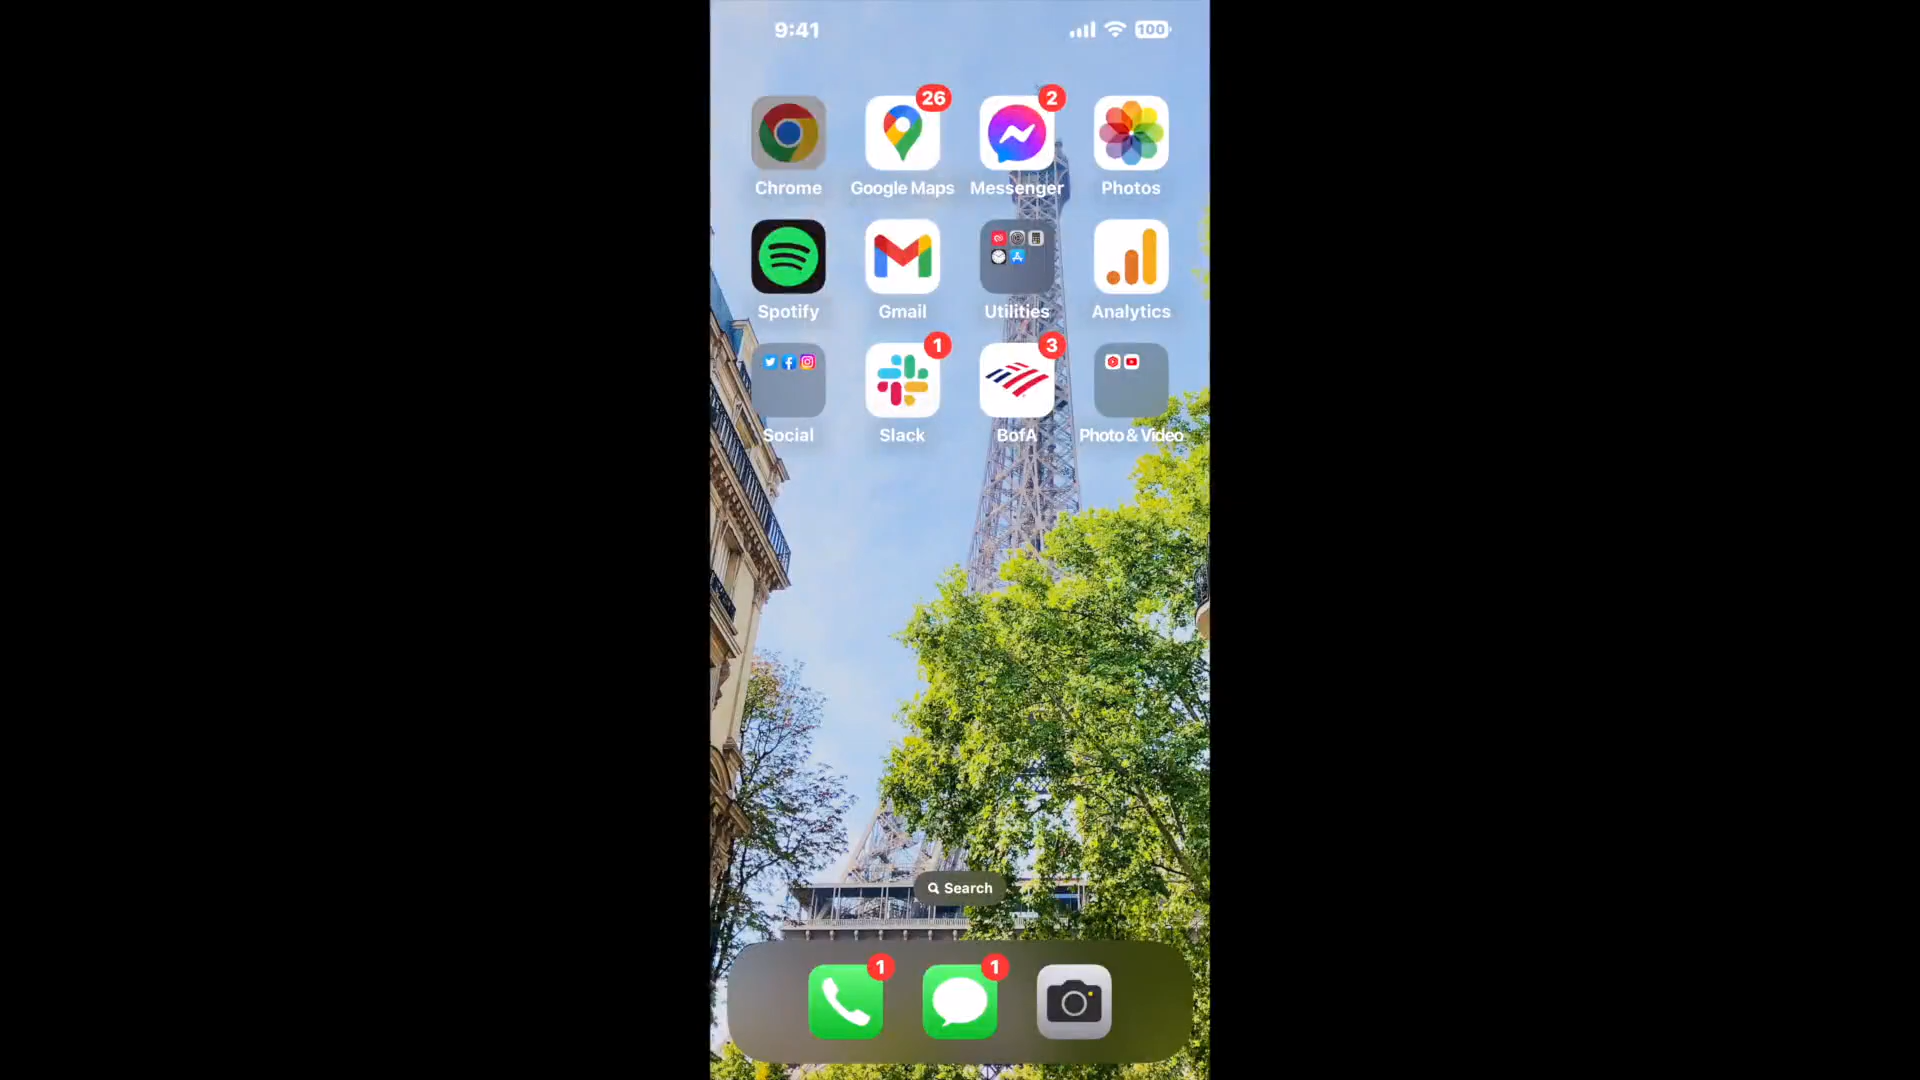 9:41
100
26
2
Chrome
Google Maps
Messenger
Photos
Spotify
Gmail
Utilities
Analytics
1
3
Social
Slack
BofA
Photo & Video
Search
1
1